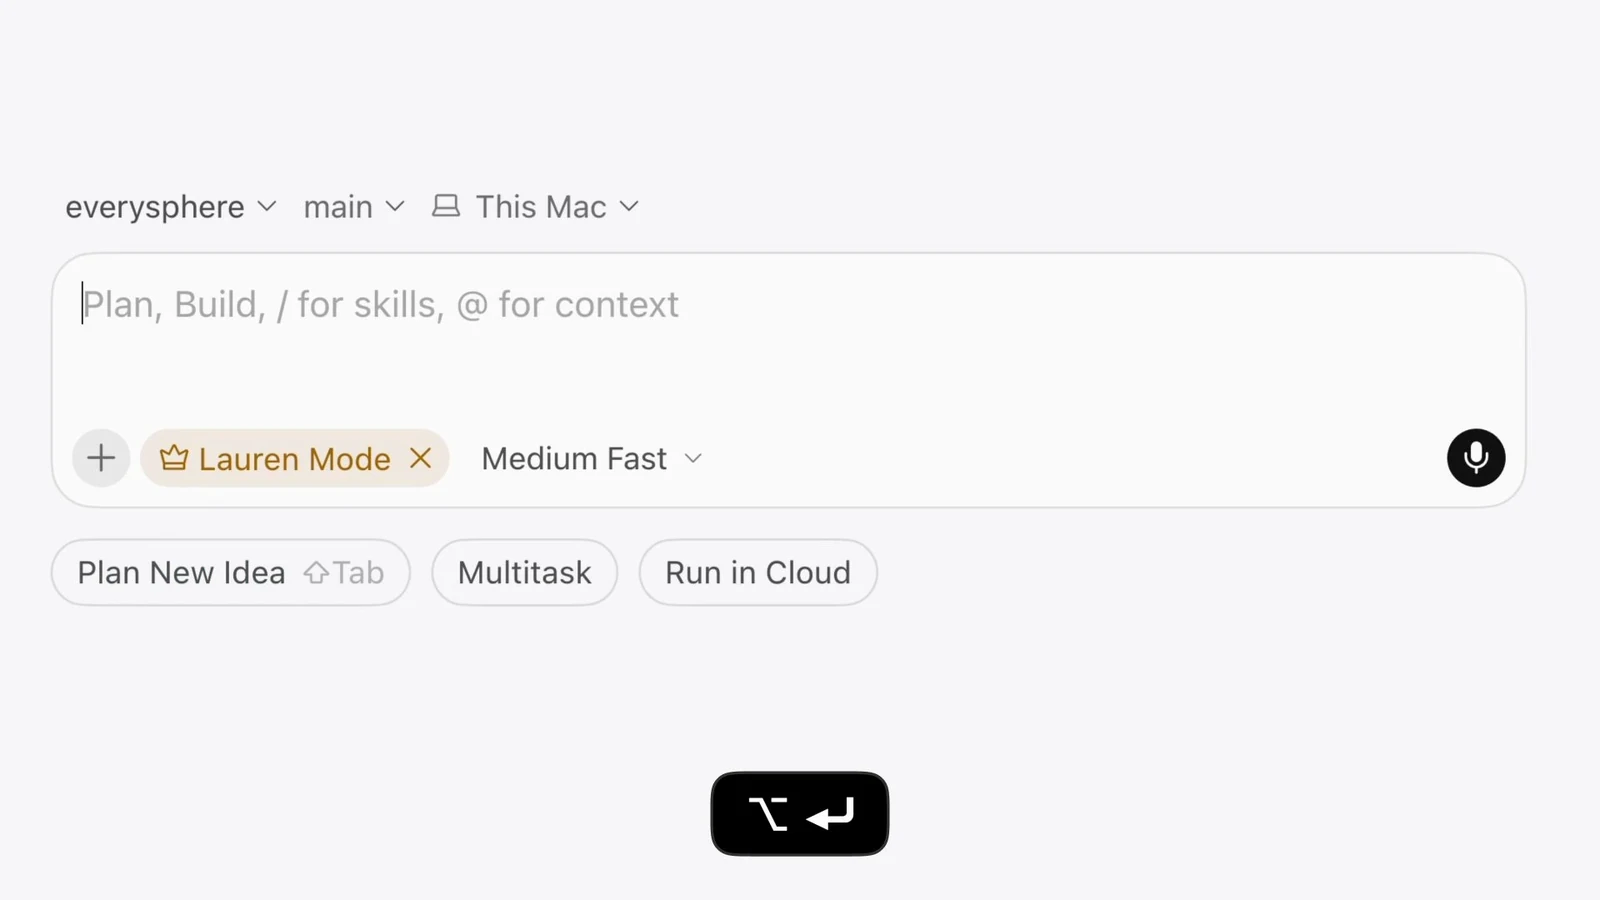 everysphere main This Mac
Plan, Build, / for skills, @ for context
Lauren Mode Medium Fast
Plan New Idea ⇧Tab Multitask Run in Cloud
⌥ ↵